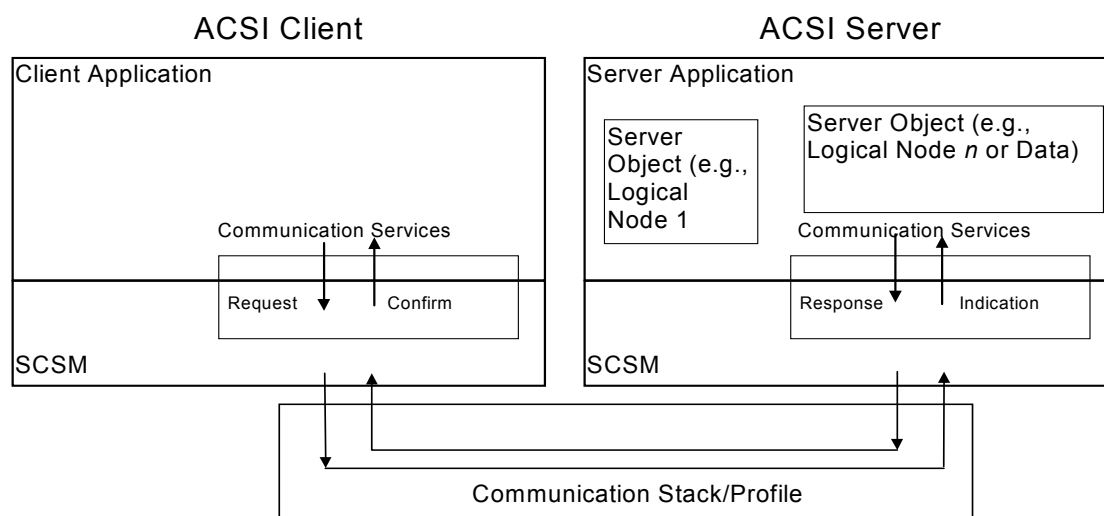 ACSI Client
ACSI Server
Client Application
Server Application
Server
Object (e.g.,
Logical
Node 1
Server Object (e.g.,
Logical Node n or Data)
Communication Services
Communication Services
Request
Confirm
Response
Indication
SCSM
SCSM
Communication Stack/Profile